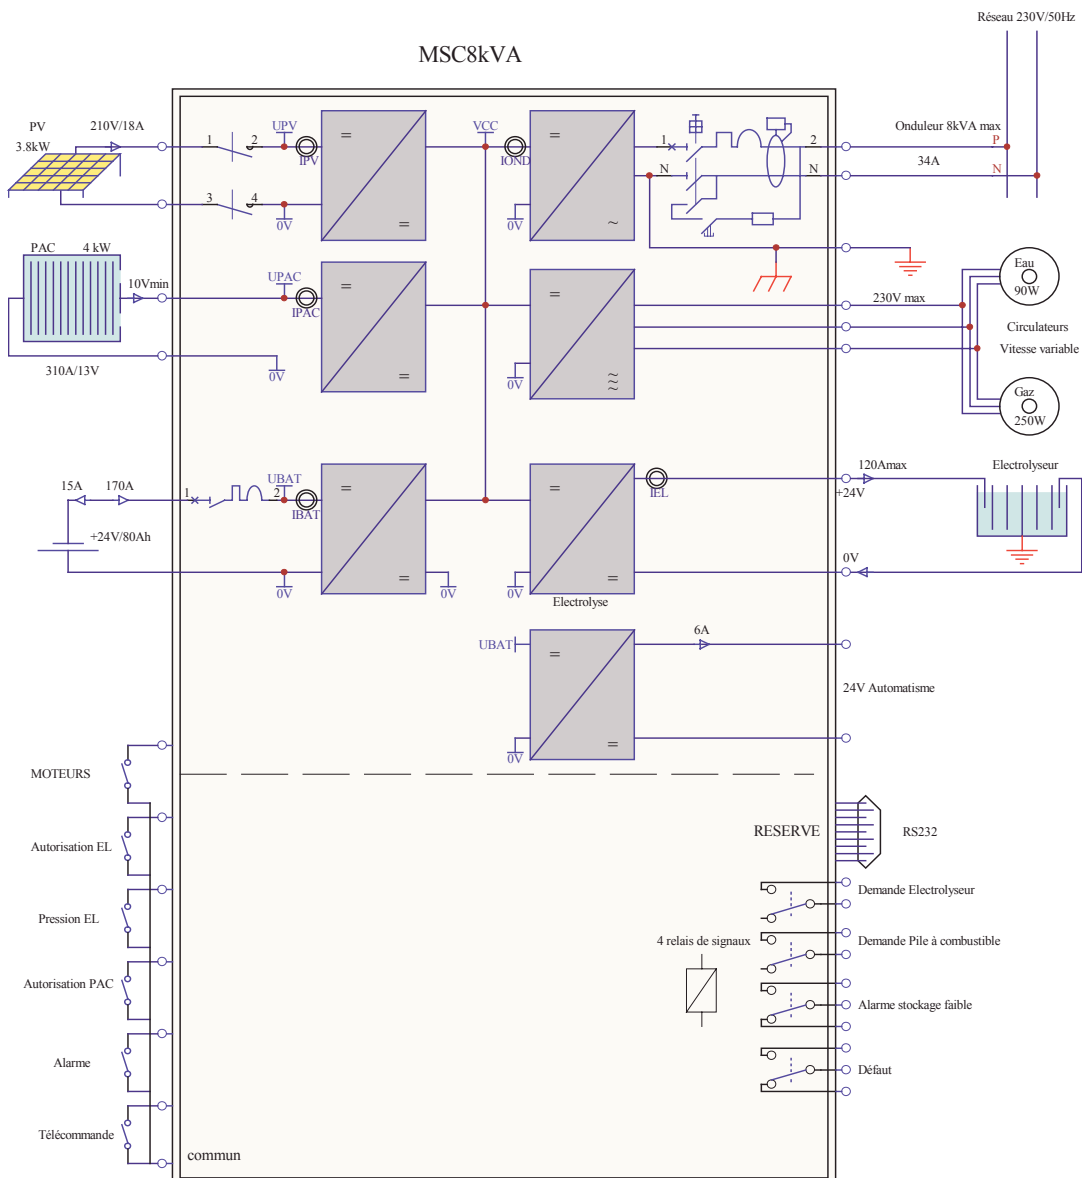 Réseau 230V/50Hz
MSC8kVA
PV
3.8kW
210V/18A
1
2
UPV
IPV
3
4
0V
=
=
VCC
IOND
0V
=
~
1
N
2
N
Onduleur 8kVA max
P
34A
N
PAC 4 kW
10Vmin
310A/13V
UPAC
IPAC
0V
=
=
0V
=
~
~
~
230V max
Eau
90W
Circulateurs
Vitesse variable
Gaz
250W
15A
170A
+24V/80Ah
1
2
UBAT
IBAT
0V
=
=
0V
0V
=
=
Electrolyse
IEL
120Amax
+24V
0V
Electrolyseur
UBAT
0V
=
=
6A
24V Automatisme
MOTEURS
Autorisation EL
Pression EL
Autorisation PAC
Alarme
Télécommande
commun
RESERVE
RS232
4 relais de signaux
Demande Electrolyseur
Demande Pile à combustible
Alarme stockage faible
Défaut